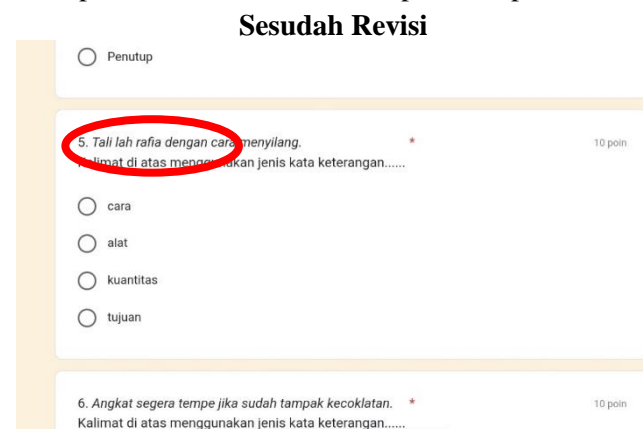 Sesudah Revisi
Penutup
5. Tali lah rafia dengan cara menyilang. *
10 poin
Kalimat di atas menggunakan jenis kata keterangan......
cara
alat
kuantitas
tujuan
6. Angkat segera tempe jika sudah tampak kecoklatan. *
10 poin
Kalimat di atas menggunakan jenis kata keterangan......